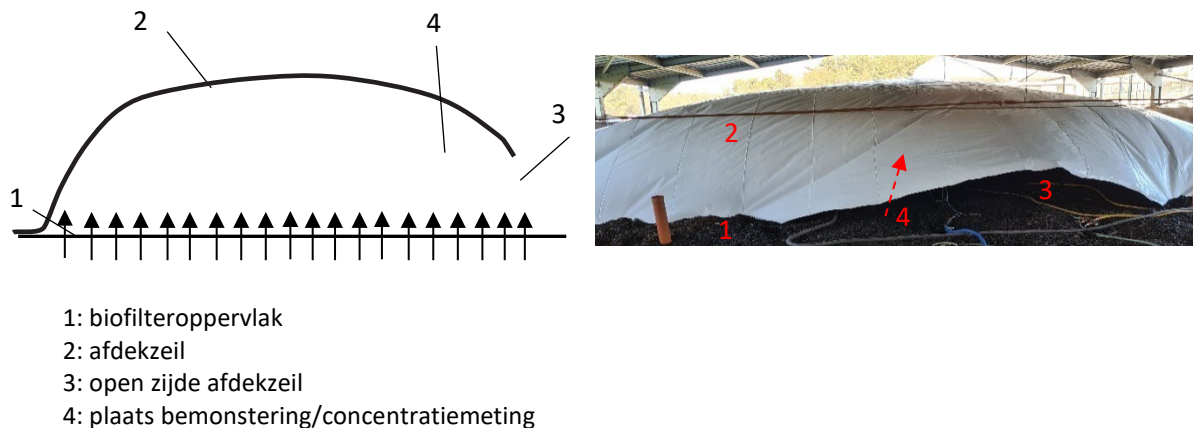 2
4
3
1
2
3
4
1
1: biofilteroppervlak
2: afdekzeil
3: open zijde afdekzeil
4: plaats bemonstering/concentratiemeting